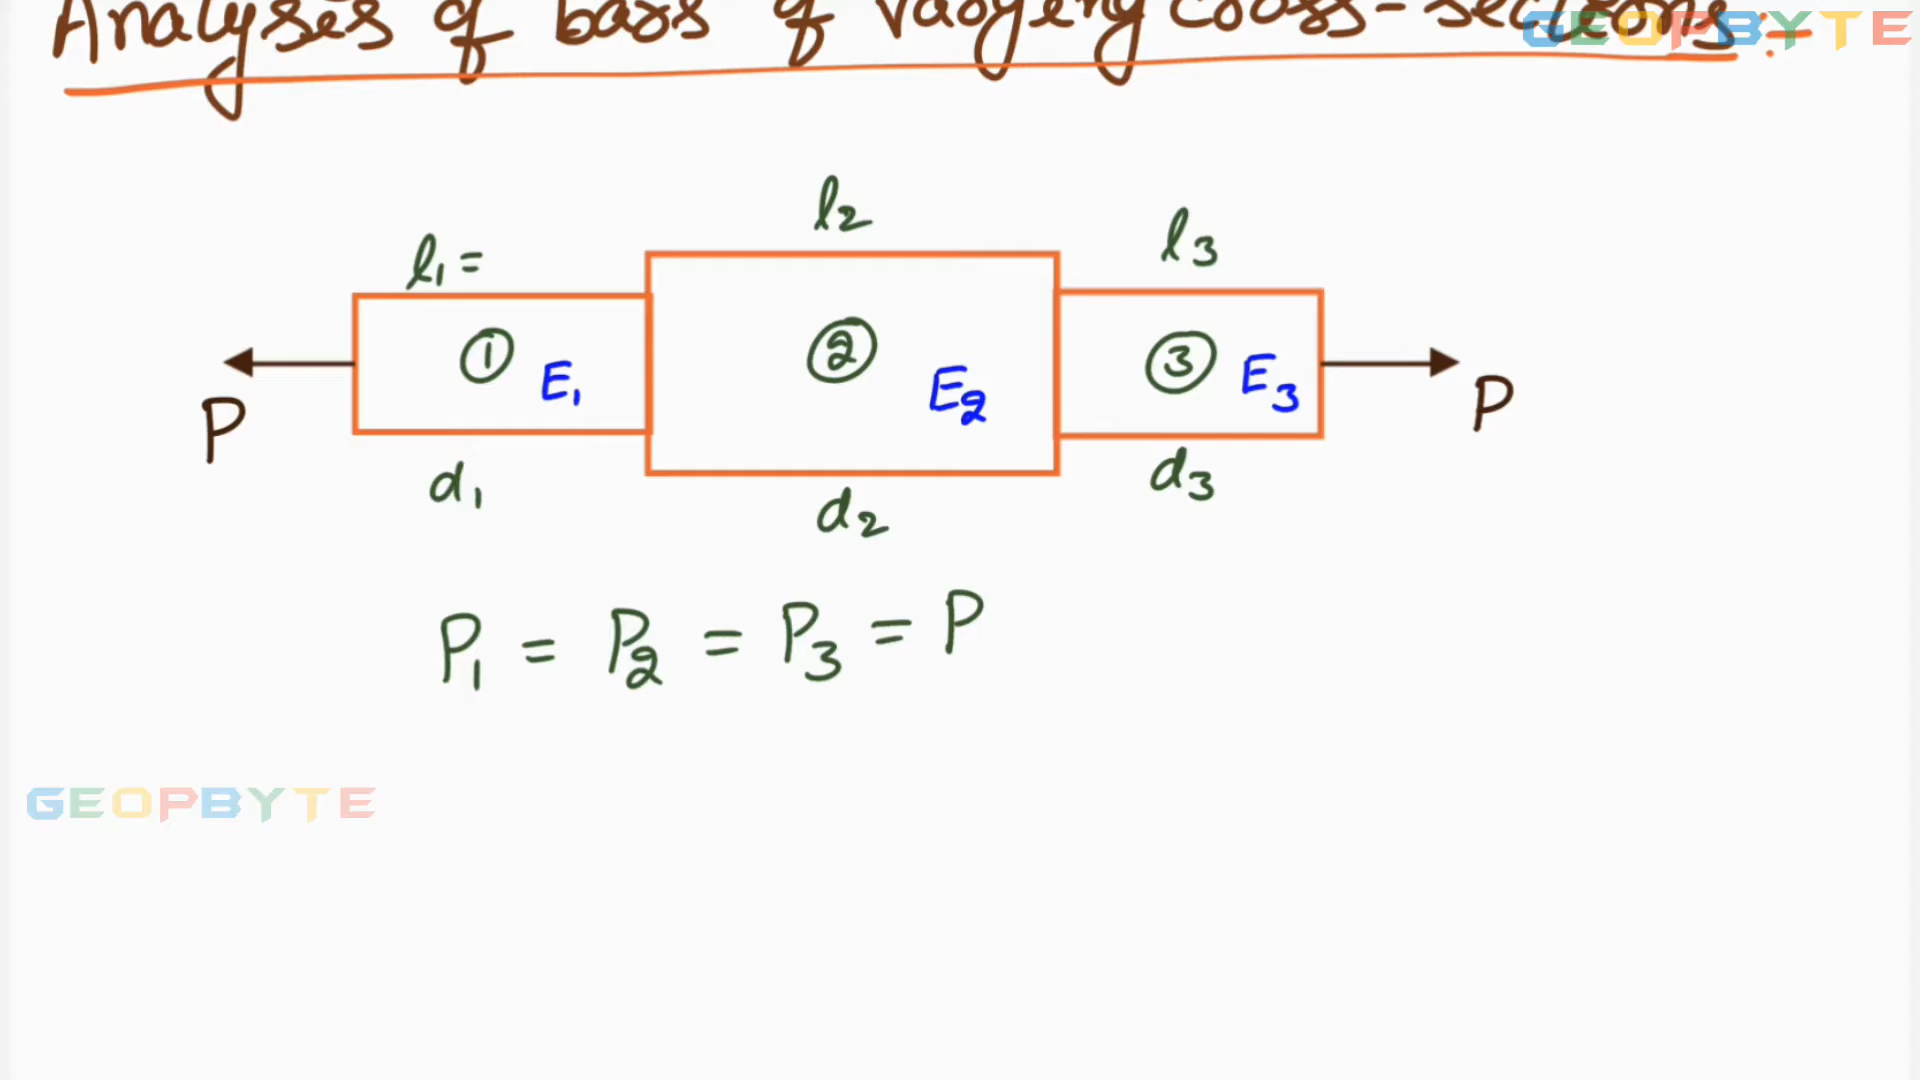 Analysis of bars of varying cross-sections :-
GEOPBYTE
l2
l1 = l3
1 2 3
E1 E2 E3
P P
d1 d2 d3
P1 = P2 = P3 = P
GEOPBYTE